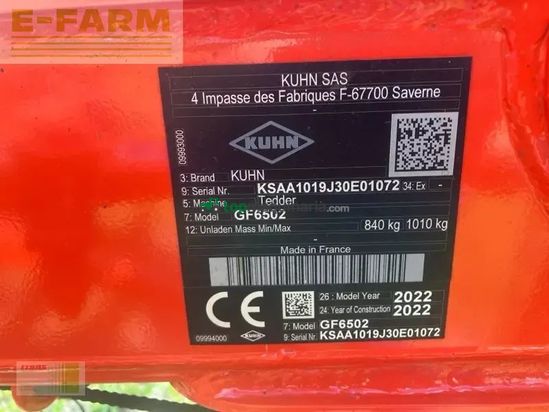 E-FARM
KUHN SAS
4 Impasse des Fabriques F-67700 Saverne
09993000
KUHN
3: Brand KUHN
9: Serial Nr. KSAA1019J30E01072 34: Ex -
5: Machine Tedder
7: Model GF6502
12: Unladen Mass Min/Max 840 kg 1010 kg
Made in France
CE
26: Model Year 2022
24: Year of Construction 2022
7: Model GF6502
9: Serial Nr. KSAA1019J30E01072
09994000